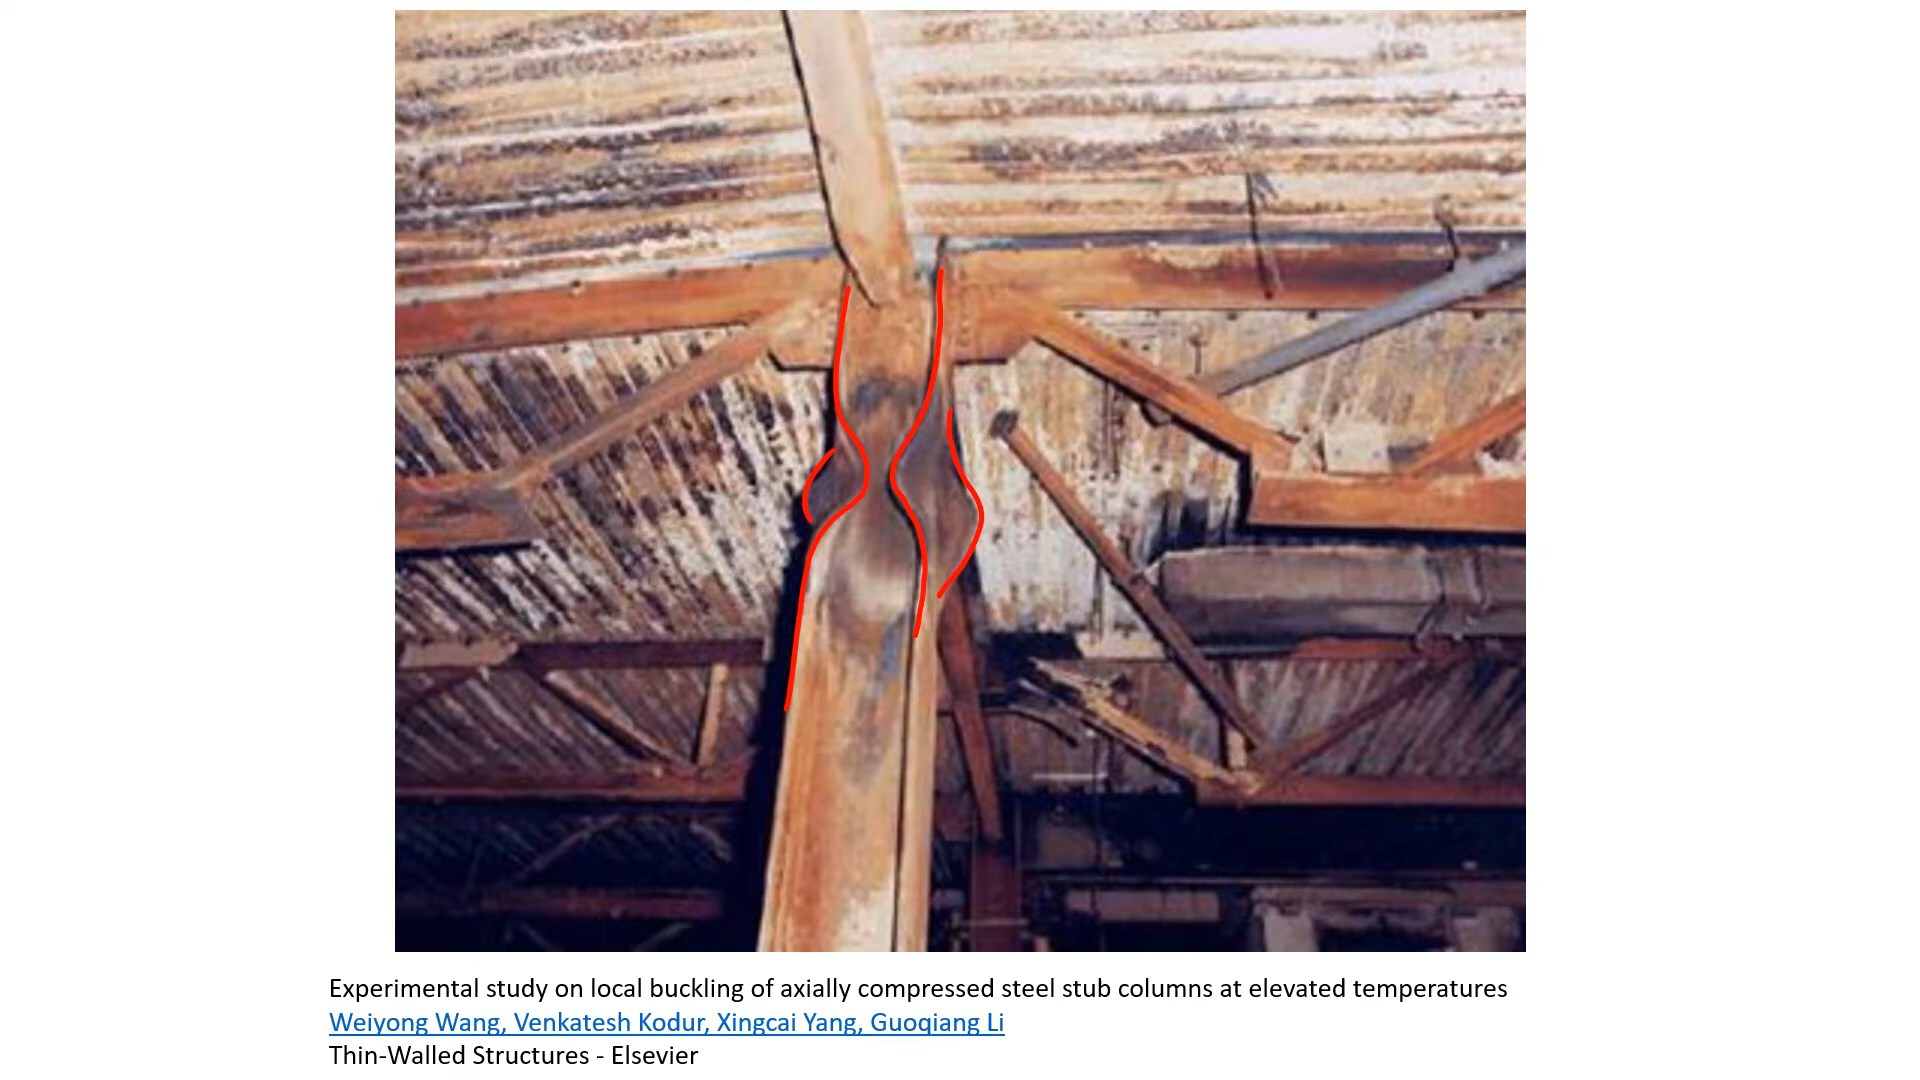 Experimental study on local buckling of axially compressed steel stub columns at elevated temperatures
Weiyong Wang, Venkatesh Kodur, Xingcai Yang, Guoqiang Li
Thin-Walled Structures - Elsevier